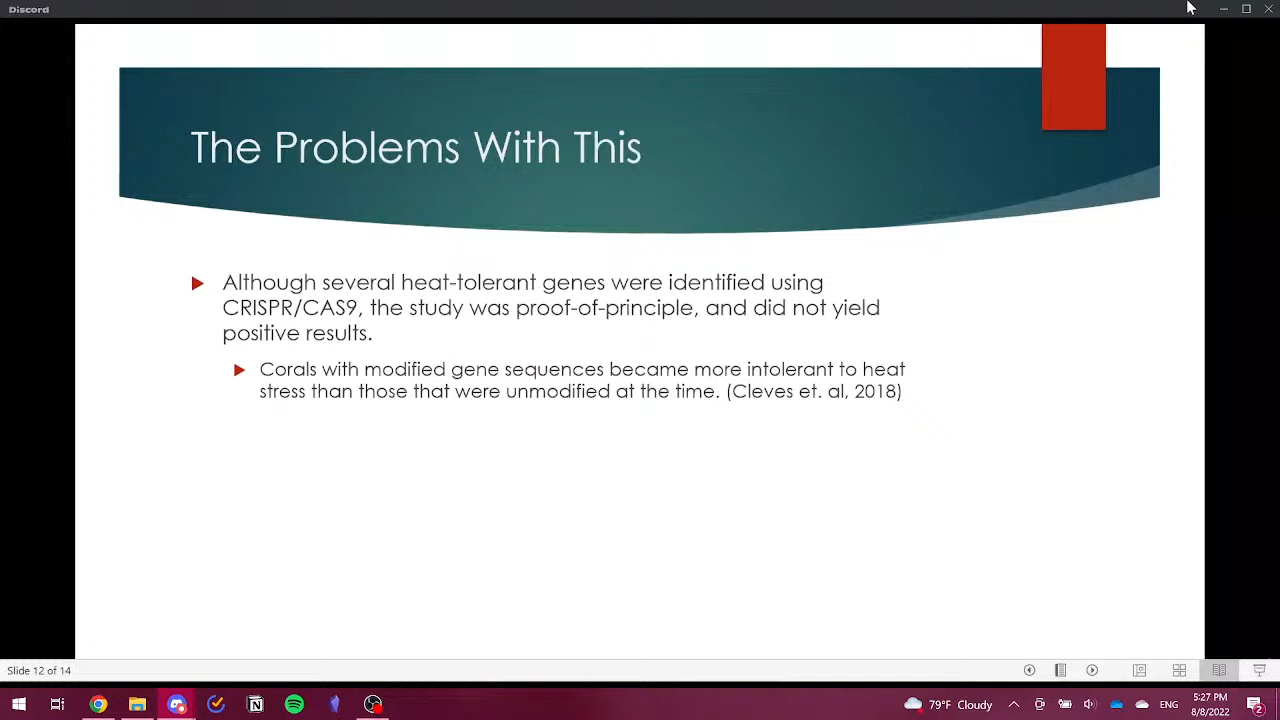 Discord
The Problems With This
Although several heat-tolerant genes were identified using
CRISPR/CAS9, the study was proof-of-principle, and did not yield
positive results.
Corals with modified gene sequences became more intolerant to heat
stress than those that were unmodified at the time. (Cleves et. al, 2018)
Slide 12 of 14
79°F Cloudy
ENG
5:27 PM
8/8/2022
2